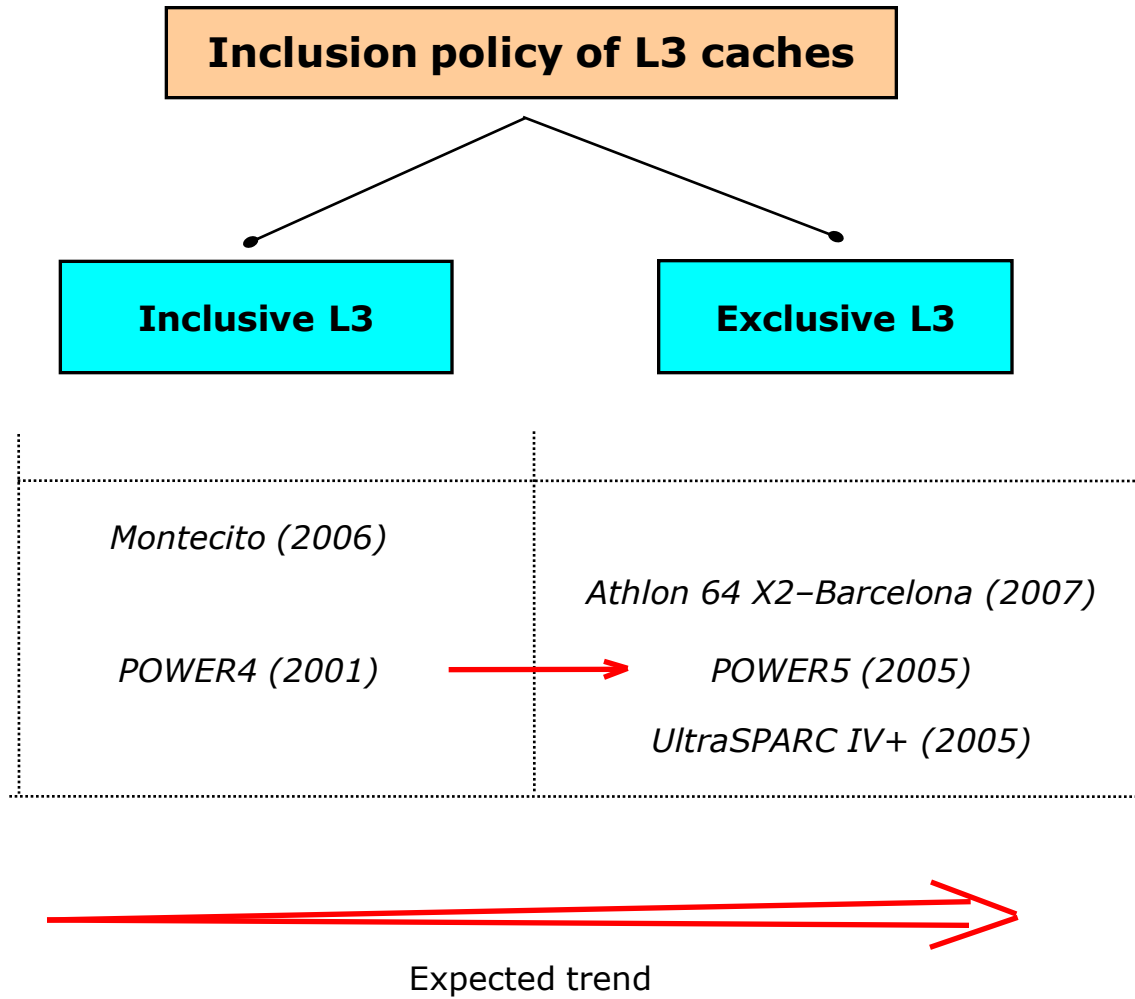 Inclusion policy of L3 caches
Inclusive L3
Exclusive L3
Montecito (2006)
Athlon 64 X2–Barcelona (2007)
POWER4 (2001)
POWER5 (2005)
UltraSPARC IV+ (2005)
Expected trend